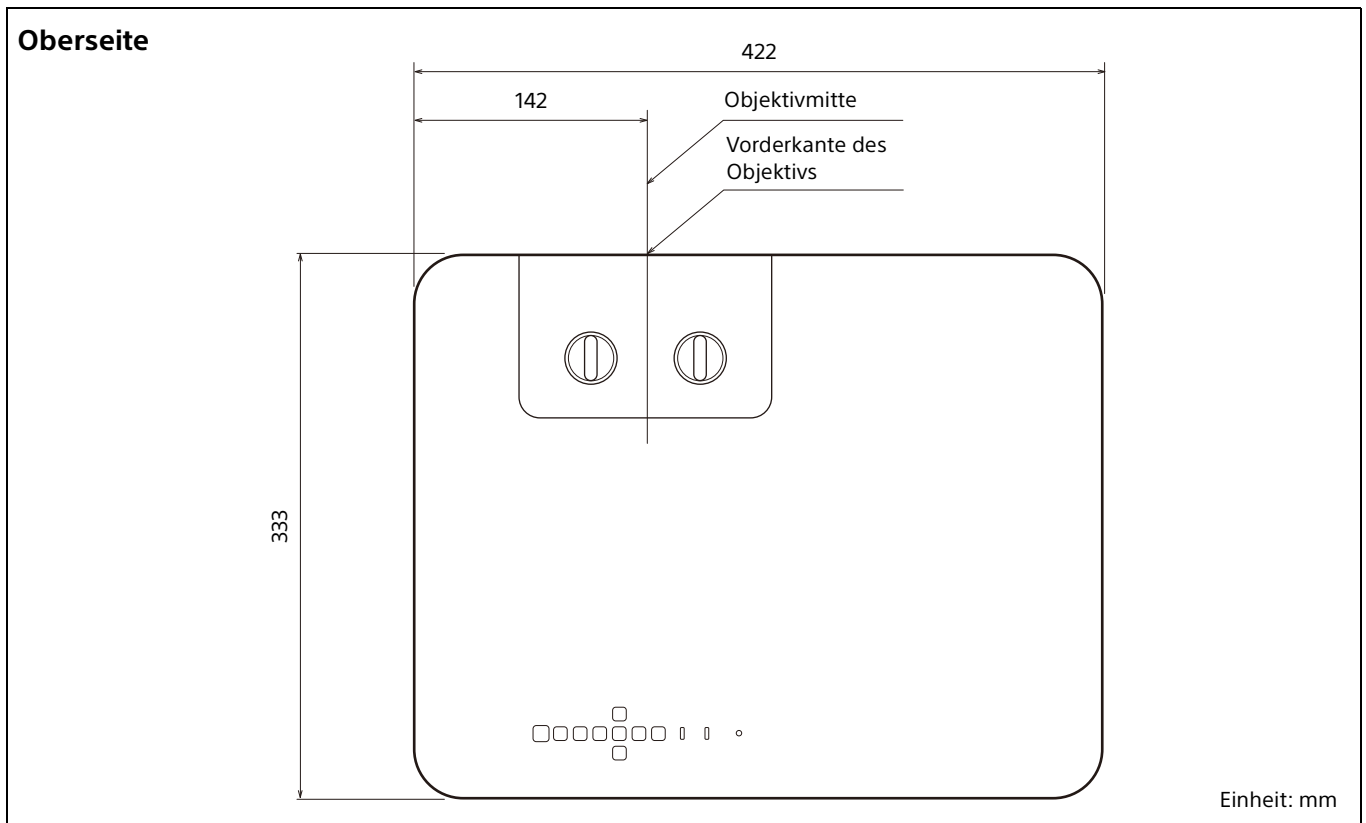 Oberseite
422
142
Objektivmitte
Vorderkante des
Objektivs
333
Einheit: mm